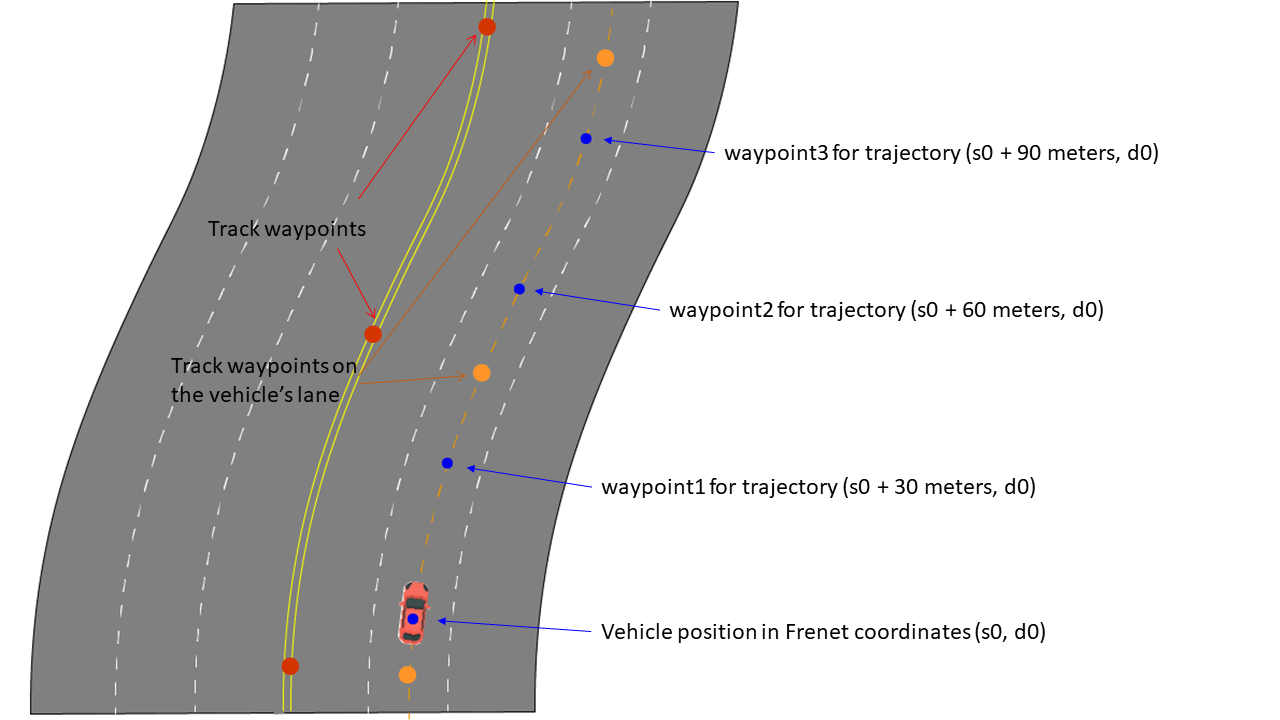 waypoint3 for trajectory (s0 + 90 meters, d0)
Track waypoints
waypoint2 for trajectory (s0 + 60 meters, d0)
Track waypoints on
the vehicle’s lane
waypoint1 for trajectory (s0 + 30 meters, d0)
Vehicle position in Frenet coordinates (s0, d0)